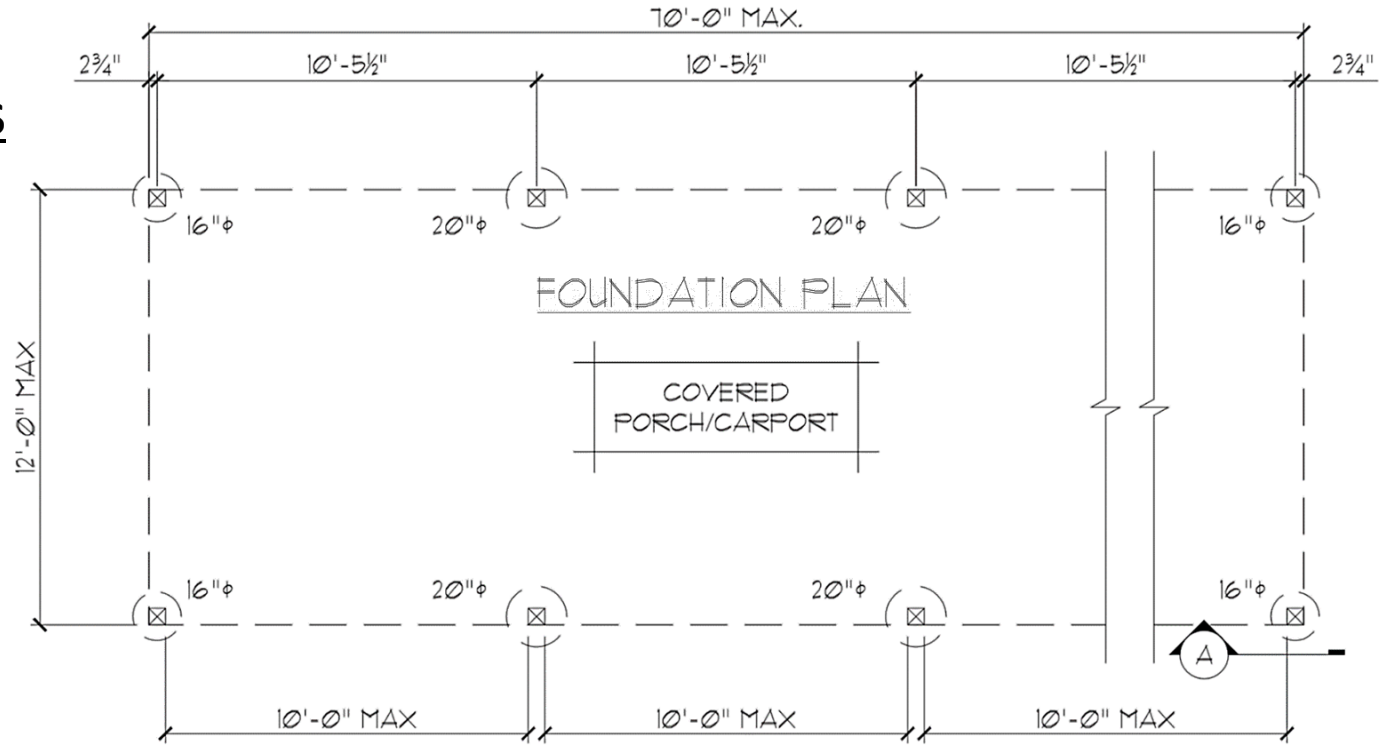 70'-0" MAX.
2¾" 10'-5½" 10'-5½" 10'-5½" 2¾"
16"ϕ 20"ϕ 20"ϕ 16"ϕ
FOUNDATION PLAN
12'-0" MAX
COVERED
PORCH/CARPORT
16"ϕ 20"ϕ 20"ϕ 16"ϕ
A
10'-0" MAX 10'-0" MAX 10'-0" MAX